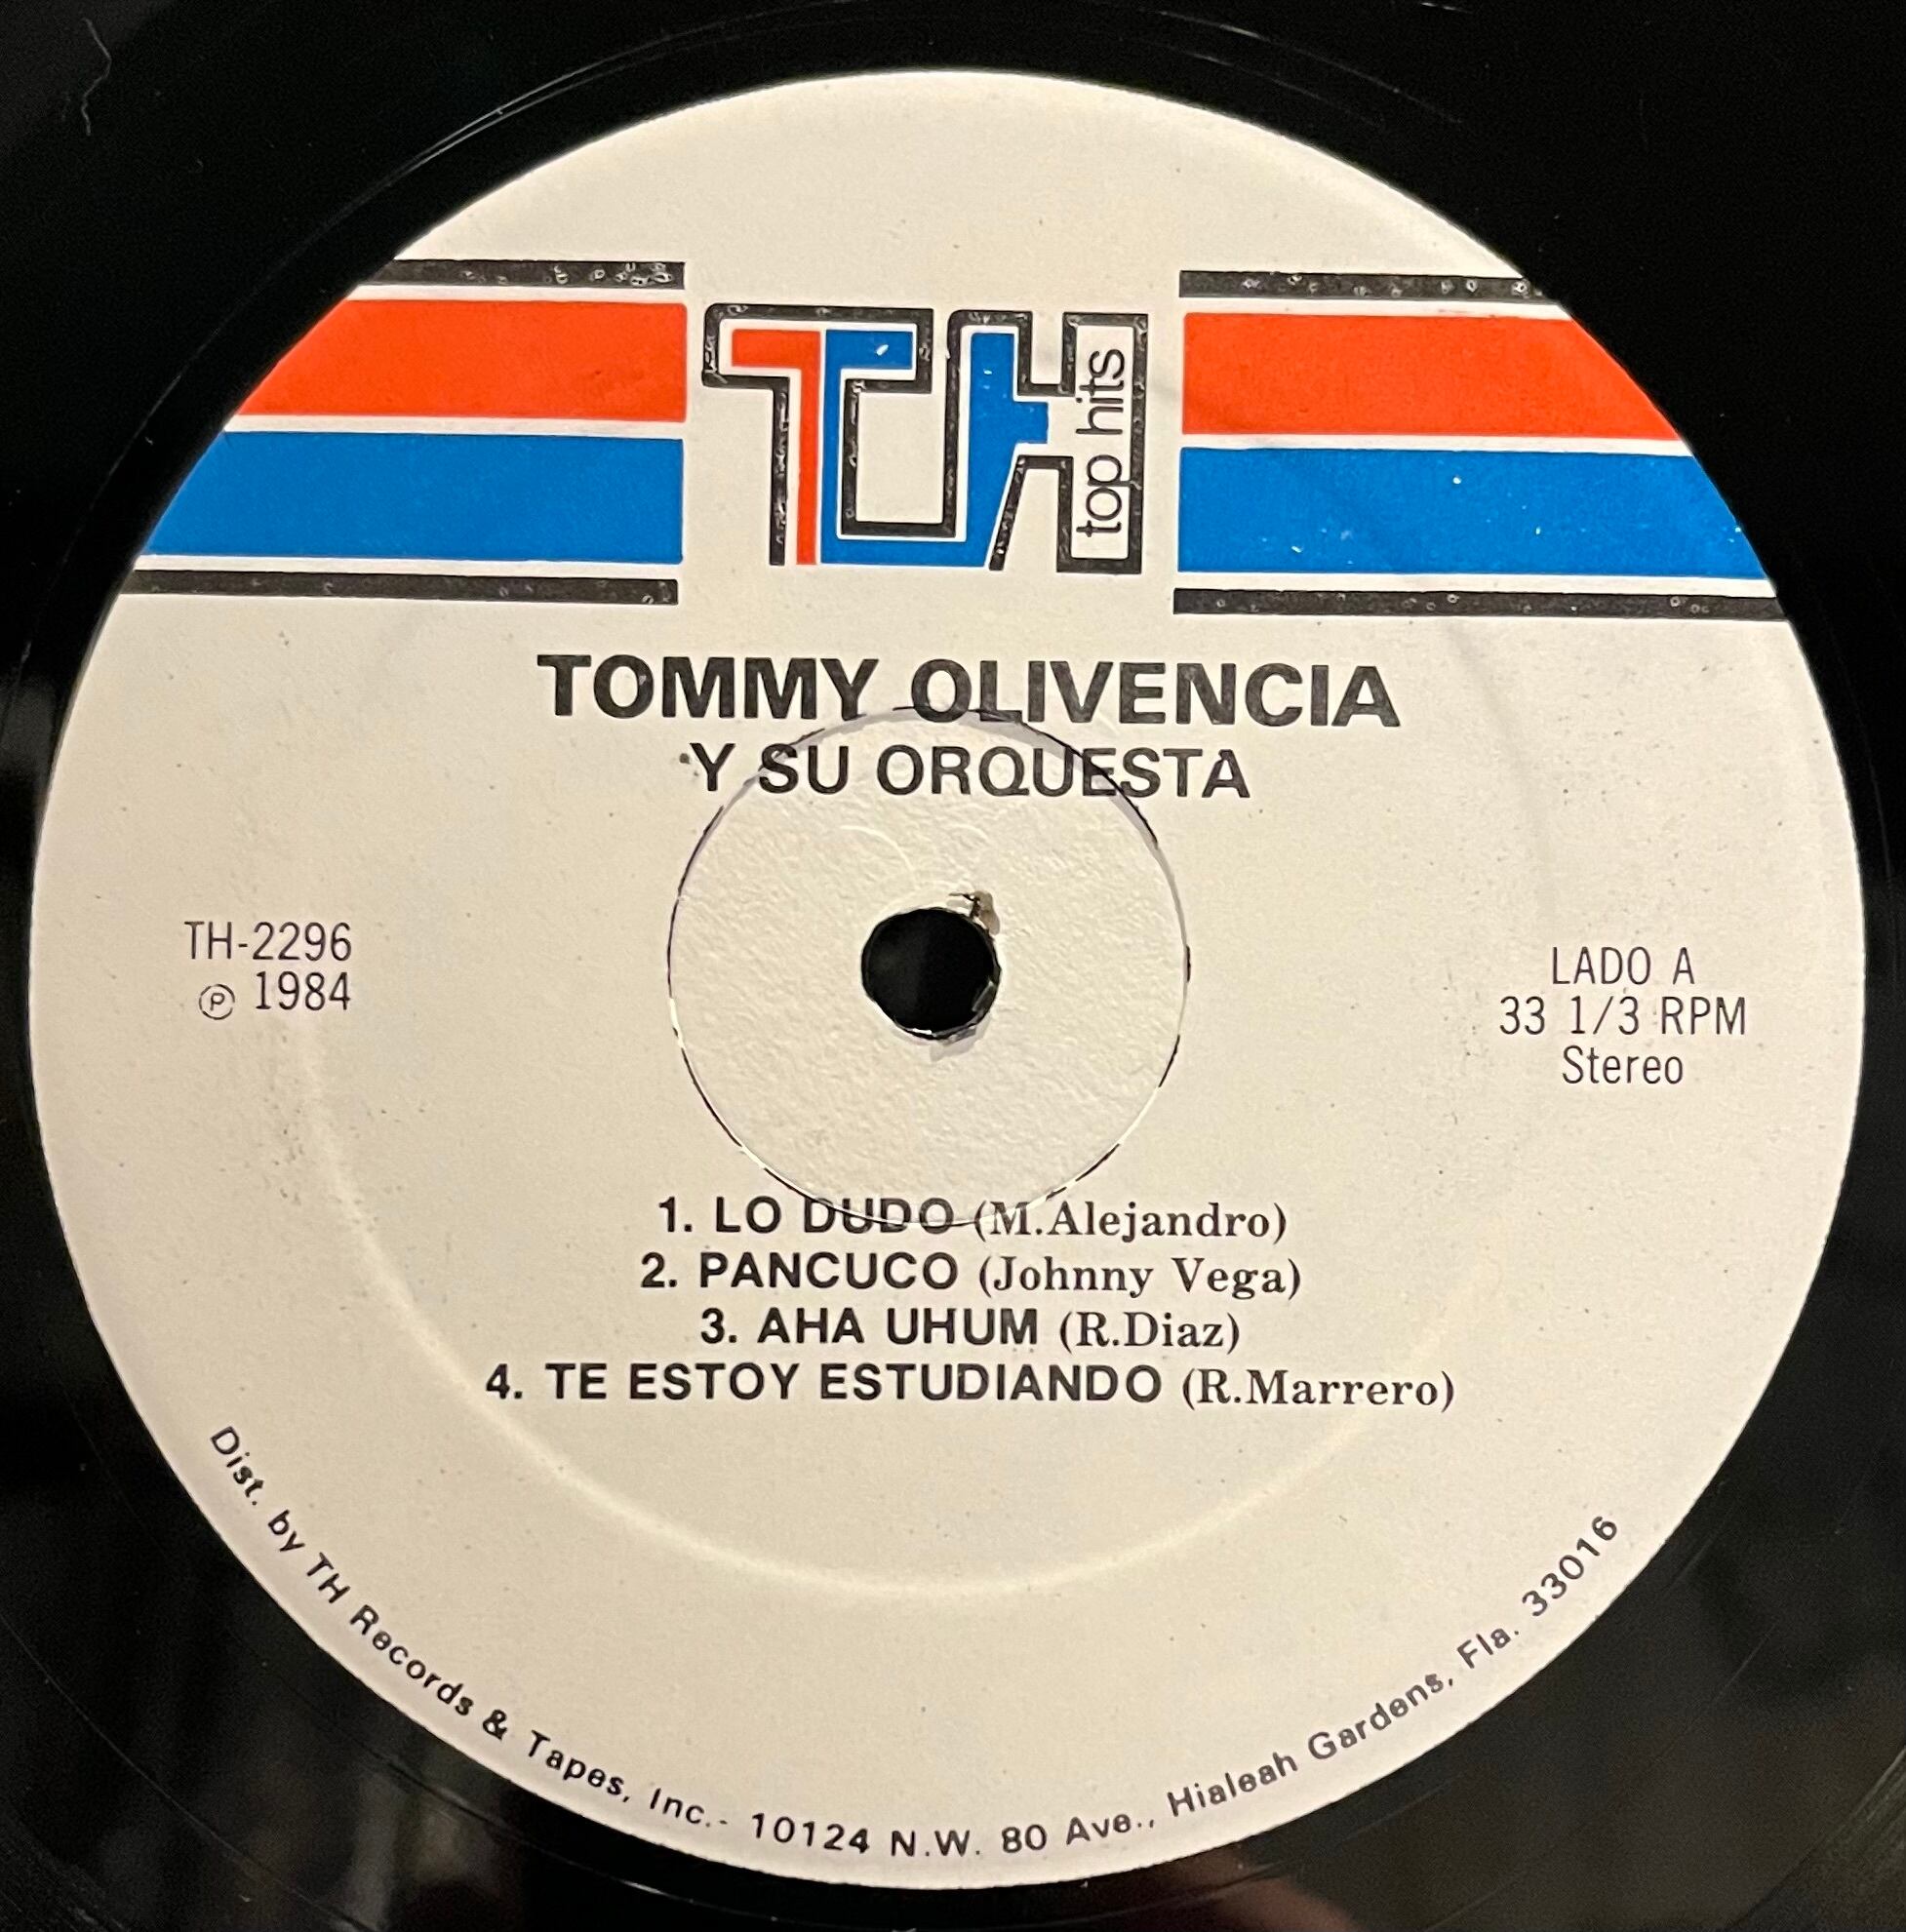 TH
top hits
TOMMY OLIVENCIA
Y SU ORQUESTA
TH-2296
℗ 1984
LADO A
33 1/3 RPM
Stereo
1. LO DUDO (M.Alejandro)
2. PANCUCO (Johnny Vega)
3. AHA UHUM (R.Diaz)
4. TE ESTOY ESTUDIANDO (R.Marrero)
Dist. by TH Records & Tapes, Inc.- 10124 N.W. 80 Ave., Hialeah Gardens, Fla. 33016